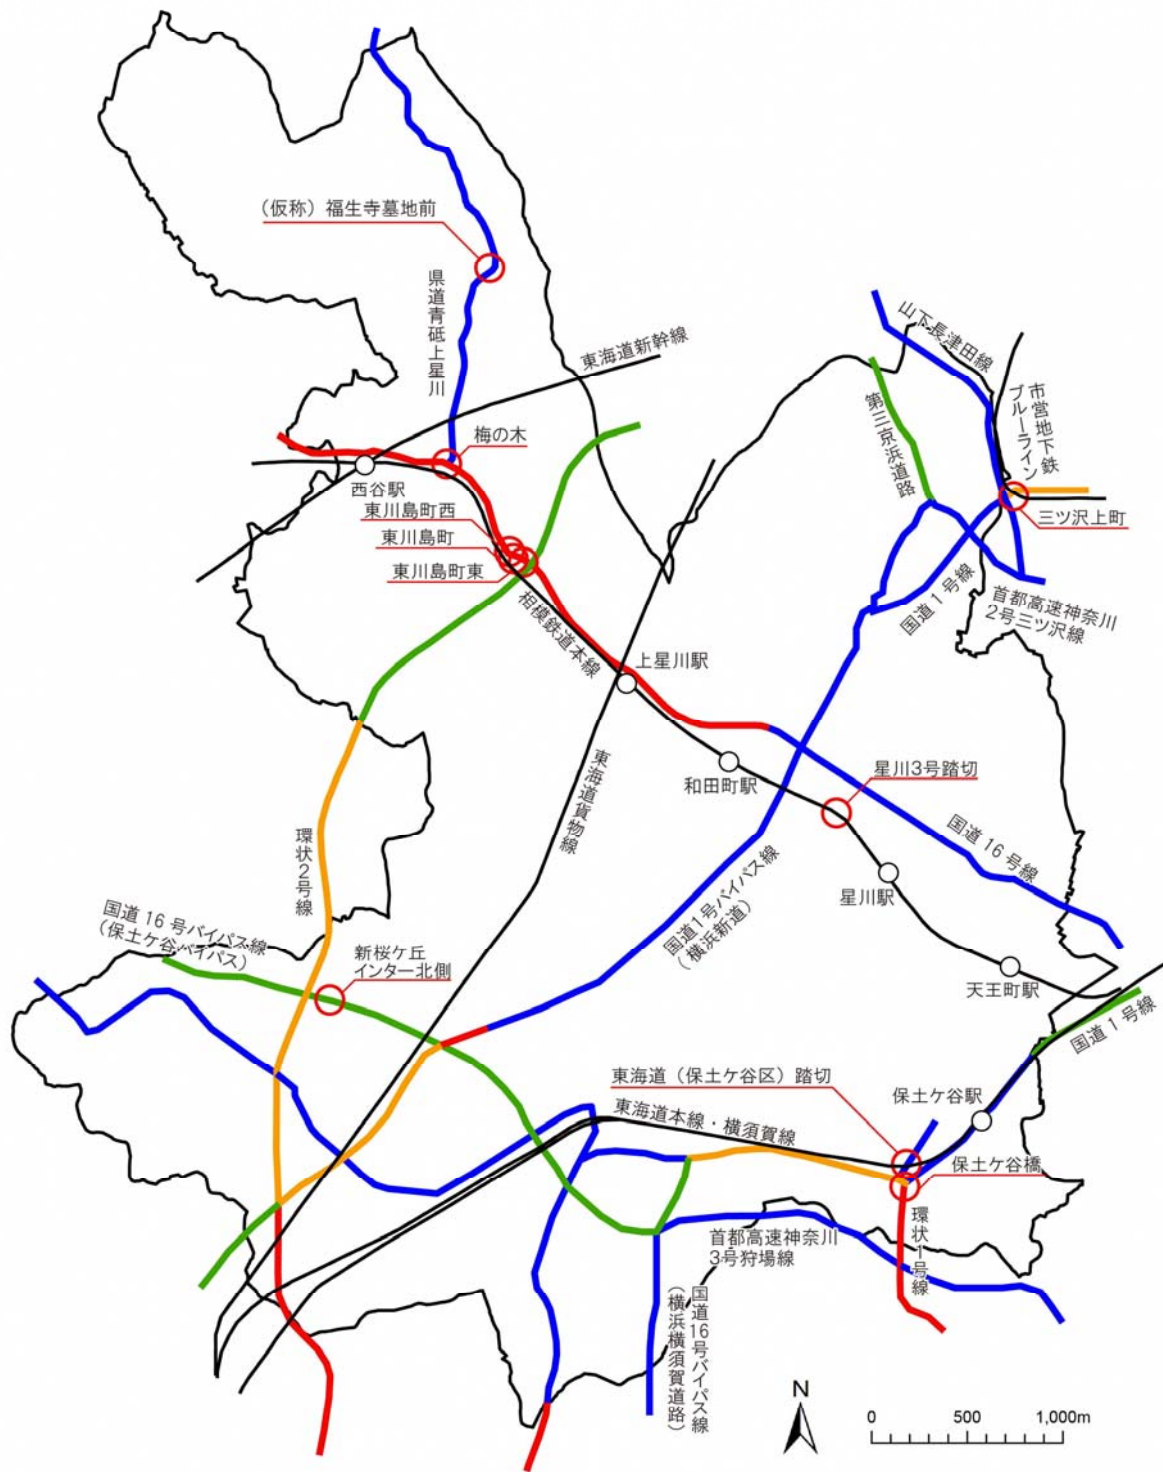 (仮称)福生寺墓地前
県道青砥上星川
東海道新幹線
山下長津田線
市営地下鉄
ブルーライン
第三京浜道路
梅の木
西谷駅
東川島町西
東川島町
東川島町東
三ツ沢上町
相模鉄道本線
国道1号線
首都高速神奈川
2号三ツ沢線
上星川駅
東海道貨物線
和田町駅
星川3号踏切
国道16号線
環状2号線
星川駅
国道1号バイパス線
(横浜新道)
国道16号バイパス線
(保土ケ谷バイパス)
新桜ケ丘
インター北側
天王町駅
国道1号線
東海道(保土ケ谷区)踏切
保土ケ谷駅
東海道本線・横須賀線
保土ケ谷橋
環状1号線
首都高速神奈川
3号狩場線
国道16号バイパス線
(横浜横須賀道路)
N
0 500 1,000m